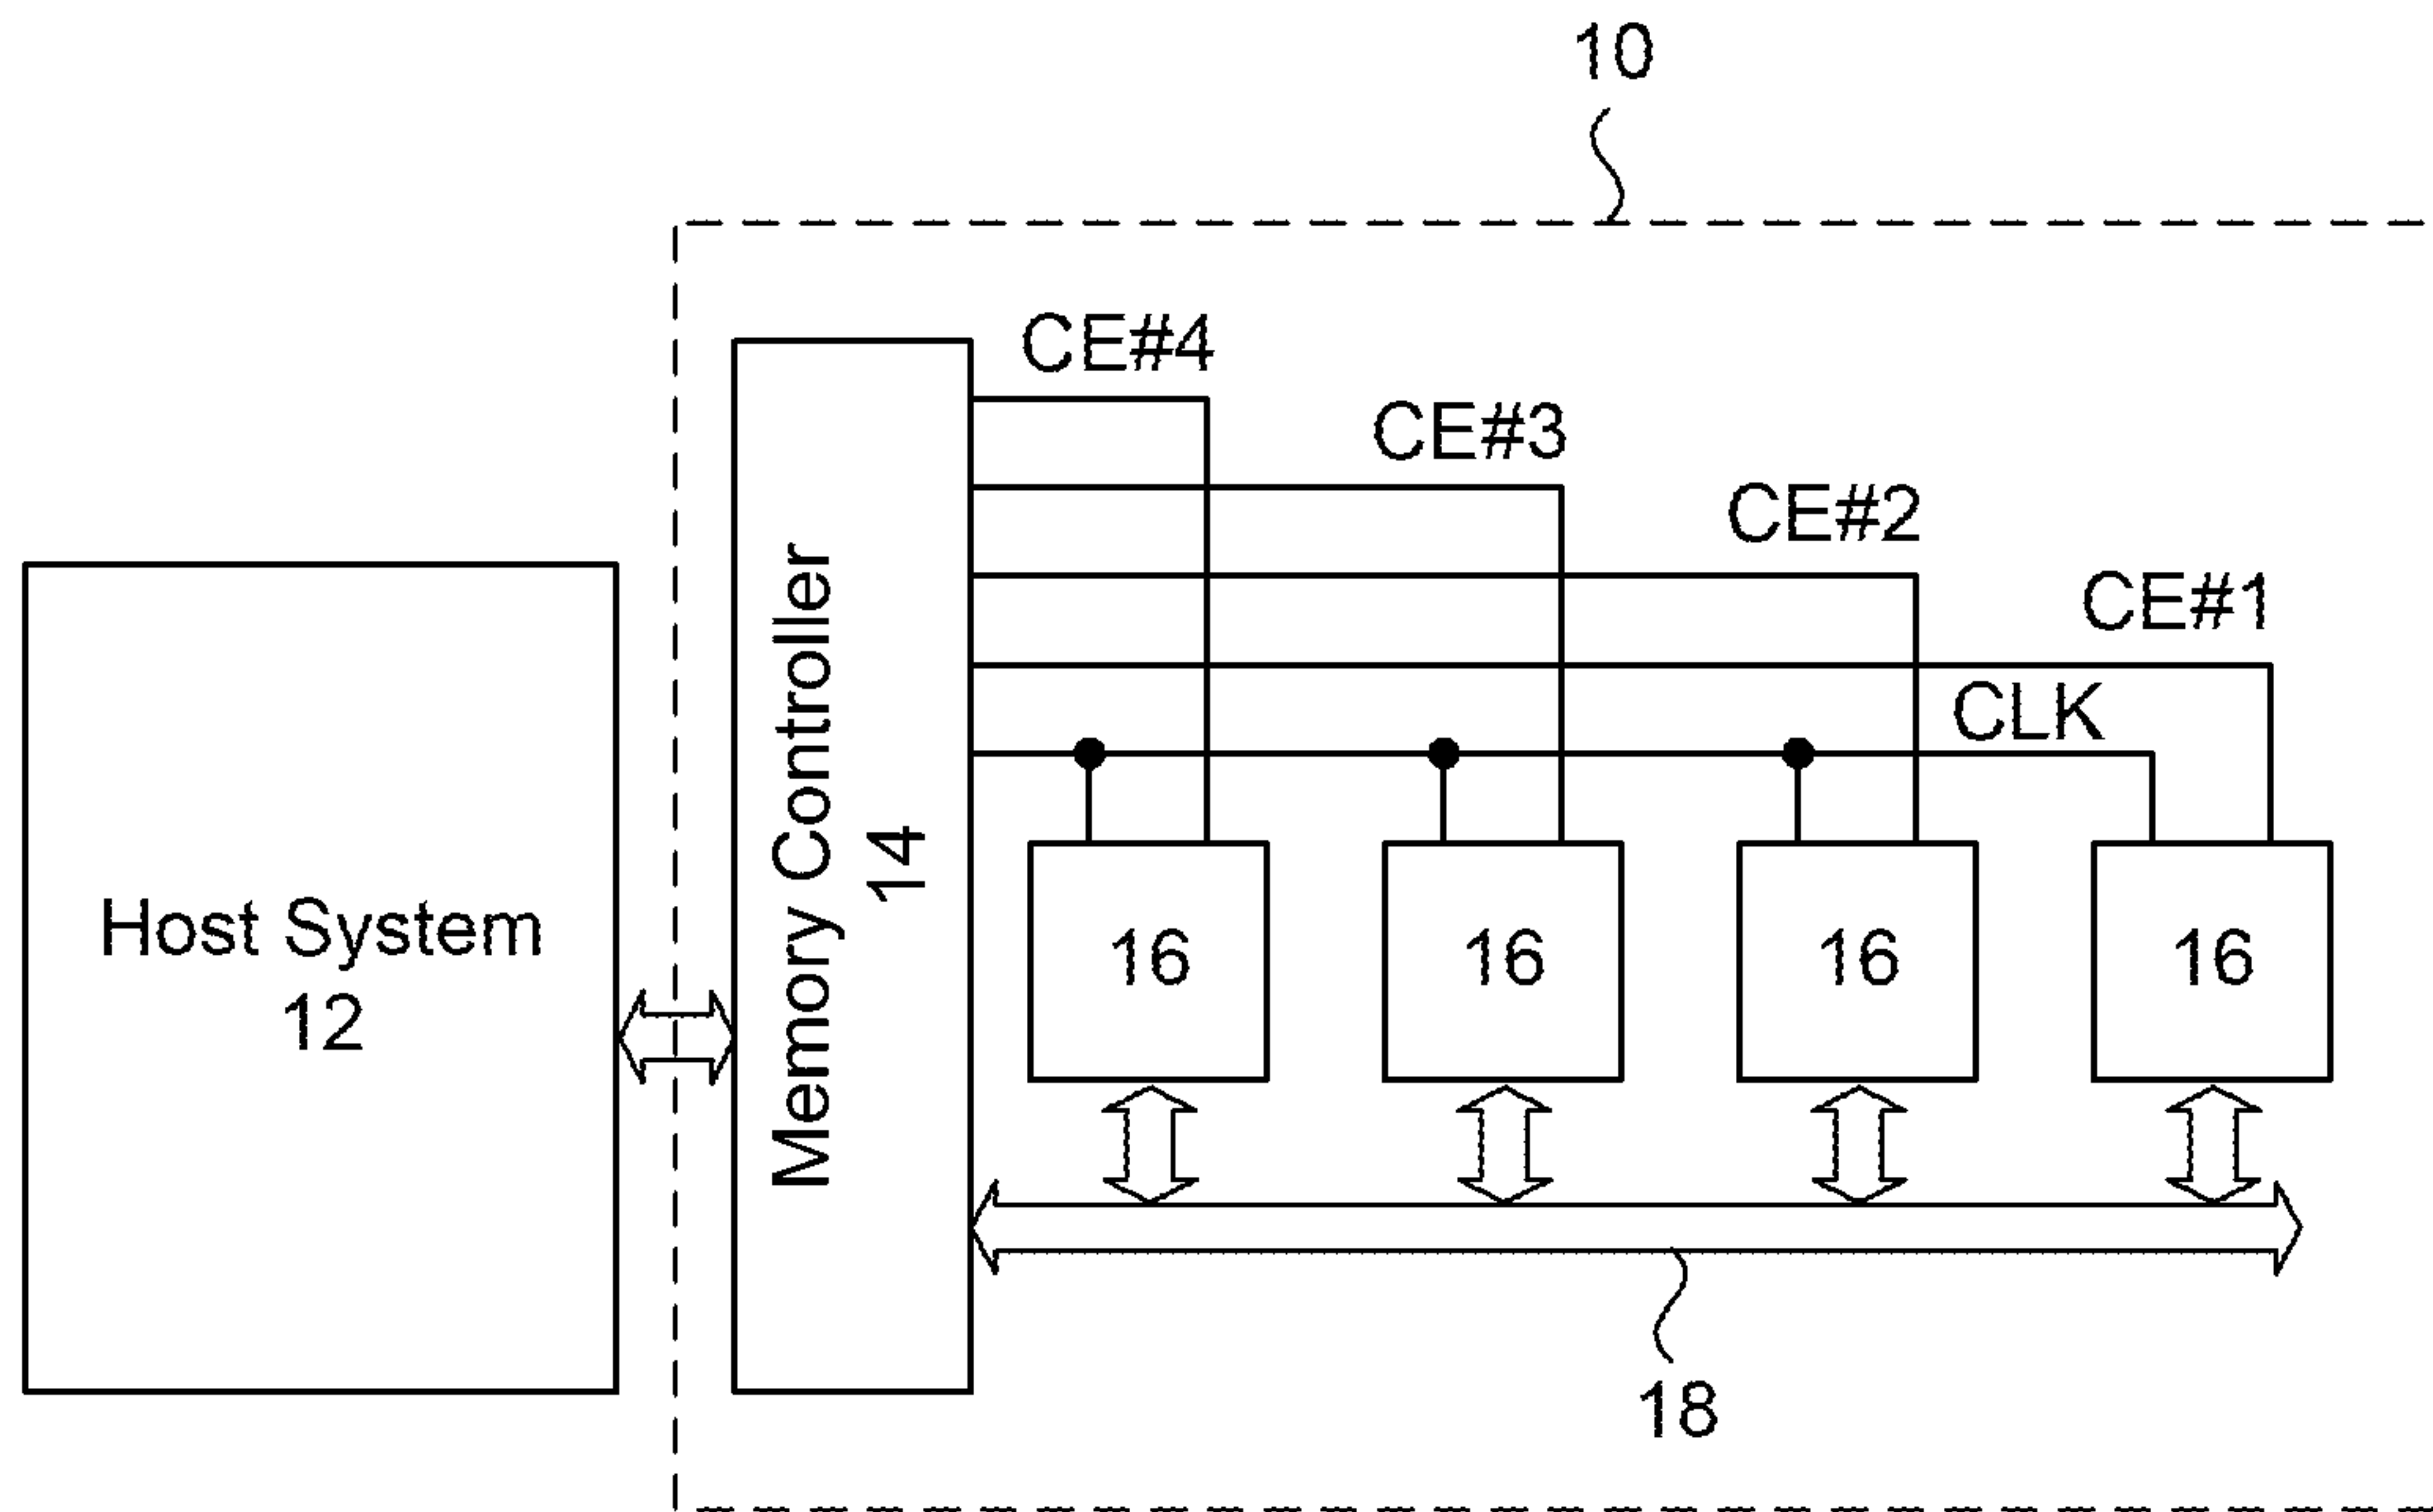 10
CE#4
CE#3
CE#2
CE#1
CLK
Memory Controller
14
Host System
12
16
16
16
16
18